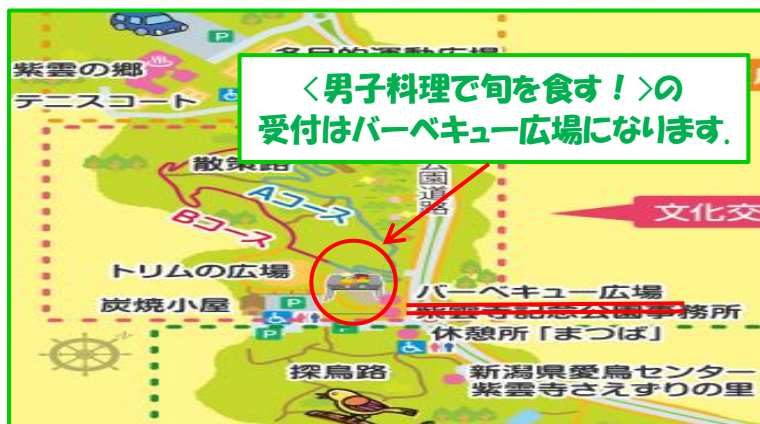 紫雲の郷
テニスコート
P
多目的運動広場
<男子料理で旬を食す！>の
受付はバーベキュー広場になります.
散策路
Aコース
Bコース
公園道路
文化交
トリムの広場
炭焼小屋
P
P
バーベキュー広場
紫雲寺記念公園事務所
休憩所「まつば」
探鳥路
新潟県愛鳥センター
紫雲寺さえずりの里